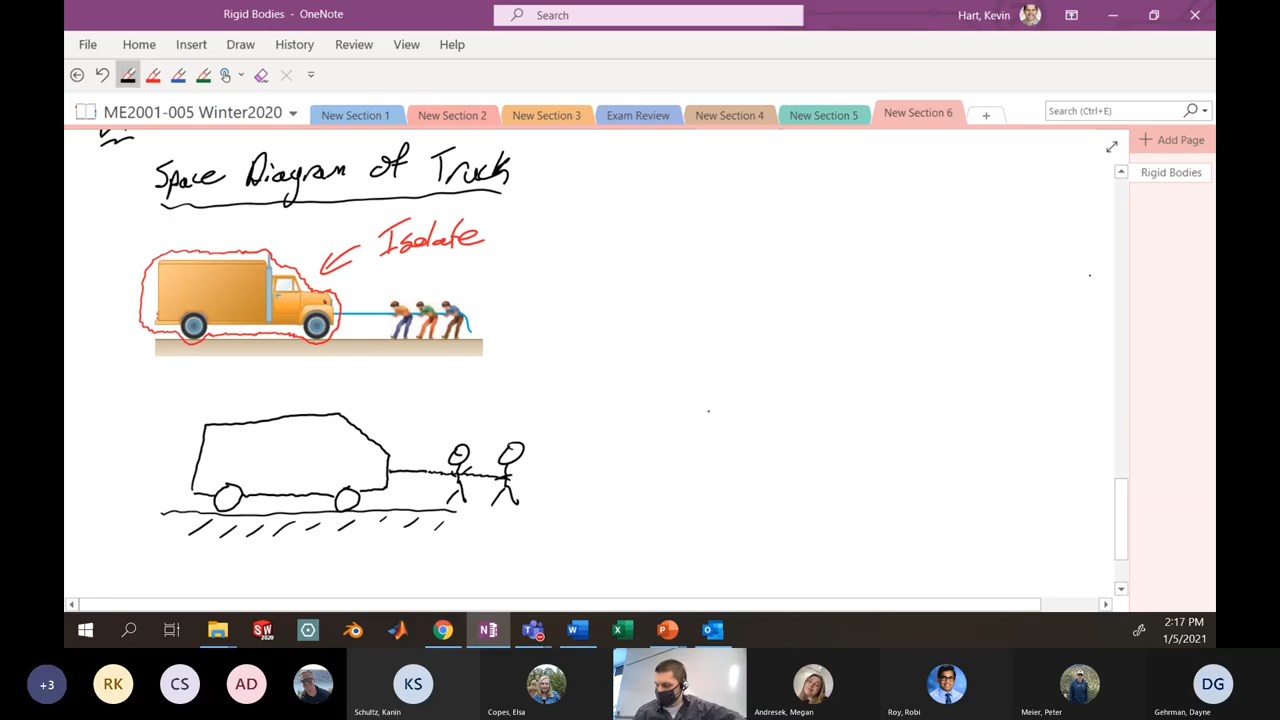 Rigid Bodies - OneNote
Search
Hart, Kevin
File Home Insert Draw History Review View Help
ME2001-005 Winter2020
New Section 1
New Section 2
New Section 3
Exam Review
New Section 4
New Section 5
New Section 6
Search (Ctrl+E)
Add Page
Rigid Bodies
Space Diagram of Truck
Isolate
SW
2020
2:17 PM
1/5/2021
+3
RK
CS
AD
KS
DG
Schultz, Kanin
Copes, Elsa
Andresek, Megan
Roy, Robi
Meier, Peter
Gehrman, Dayne